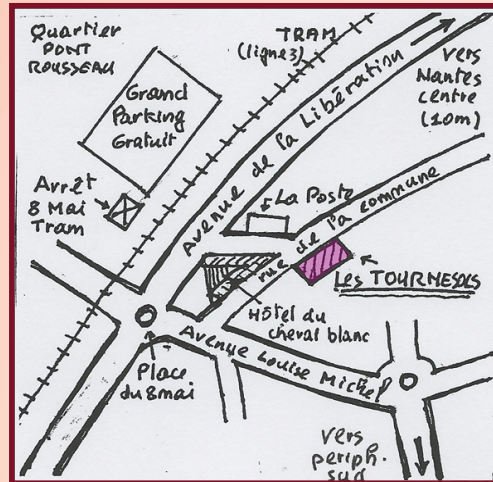 Quartier
PONT
ROUSSEAU
TRAM
(ligne3)
vers
Nantes
centre
(10m)
Grand
Parking
Gratuit
Avenue de la Libération
Arrêt
8 Mai
Tram
La Poste
rue de la commune
LES TOURNESOLS
Hôtel du
cheval blanc
Avenue Louise Michel
Place
du 8 mai
vers
periph.
sud